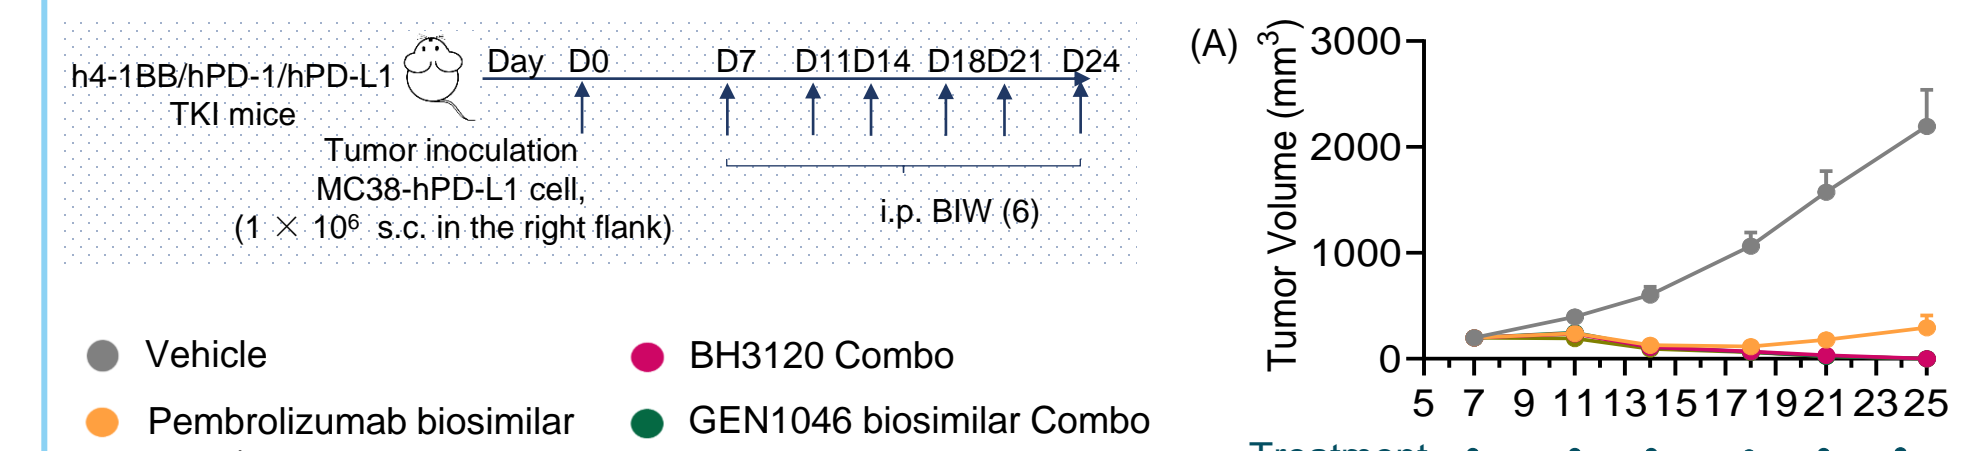 h4-1BB/hPD-1/hPD-L1
TKI mice
Day D0 D7 D11 D14 D18 D21 D24
Tumor inoculation
MC38-hPD-L1 cell,
(1 × 10⁶ s.c. in the right flank)
i.p. BIW (6)
Vehicle
BH3120 Combo
Pembrolizumab biosimilar
GEN1046 biosimilar Combo
(A)
Tumor Volume (mm³)
3000
2000
1000
0
5 7 9 11 13 15 17 19 21 23 25
Treatment